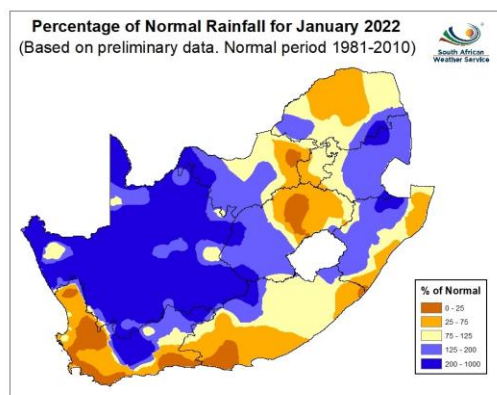 Percentage of Normal Rainfall for January 2022
(Based on preliminary data. Normal period 1981-2010)
South African
Weather Service
% of Normal
0 - 25
25 - 75
75 - 125
125 - 200
200 - 1000